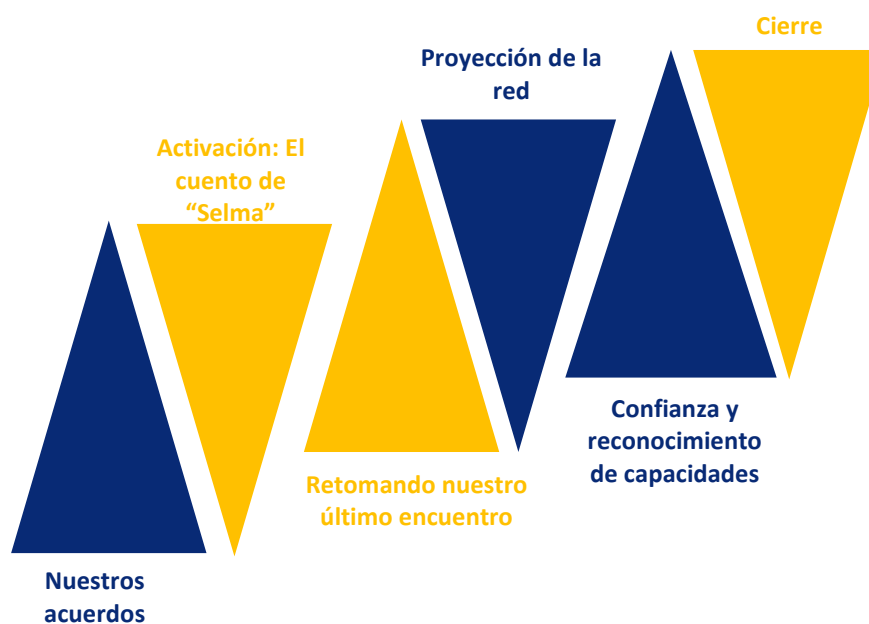 Nuestros
acuerdos
Activación: El
cuento de
“Selma”
Retomando nuestro
último encuentro
Proyección de la
red
Confianza y
reconocimiento
de capacidades
Cierre